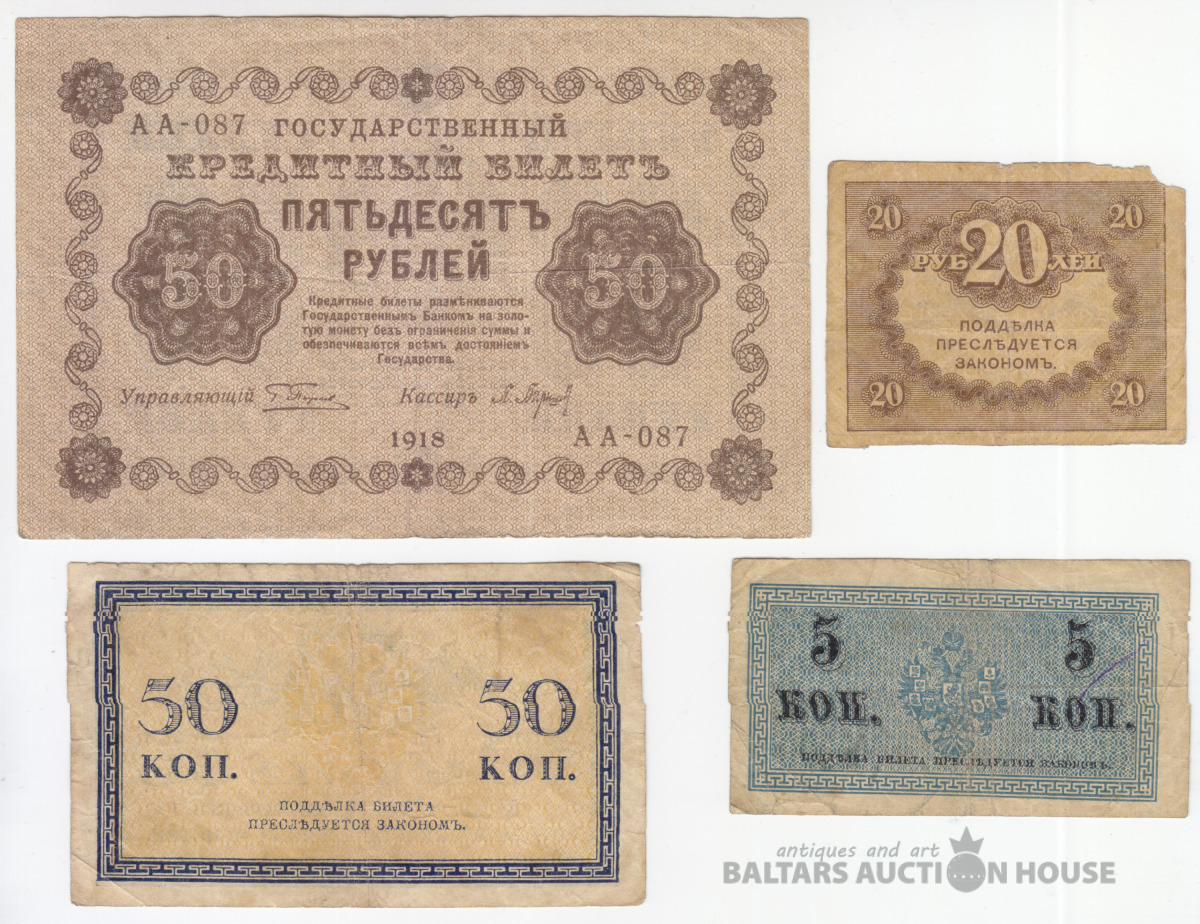 АА-087 ГОСУДАРСТВЕННЫЙ
КРЕДИТНЫЙ БИЛЕТЪ
ПЯТЬДЕСЯТЪ
РУБЛЕЙ
50 50
Кредитные билеты размѣниваются
Государственнымъ Банкомъ на золо-
тую монету безъ ограниченія суммы и
обезпечиваются всѣмъ достояніемъ
Государства.
Управляющій Кассиръ
1918 АА-087
20 20
20
РУБЛЕЙ
ПОДДѢЛКА
ПРЕСЛѢДУЕТСЯ
ЗАКОНОМЪ.
20 20
50 50
КОП. КОП.
ПОДДѢЛКА БИЛЕТА
ПРЕСЛѢДУЕТСЯ ЗАКОНОМЪ.
5 5
КОП. КОП.
ПОДДѢЛКА БИЛЕТА ПРЕСЛѢДУЕТСЯ ЗАКОНОМЪ.
antiques and art
BALTARS AUCTION HOUSE